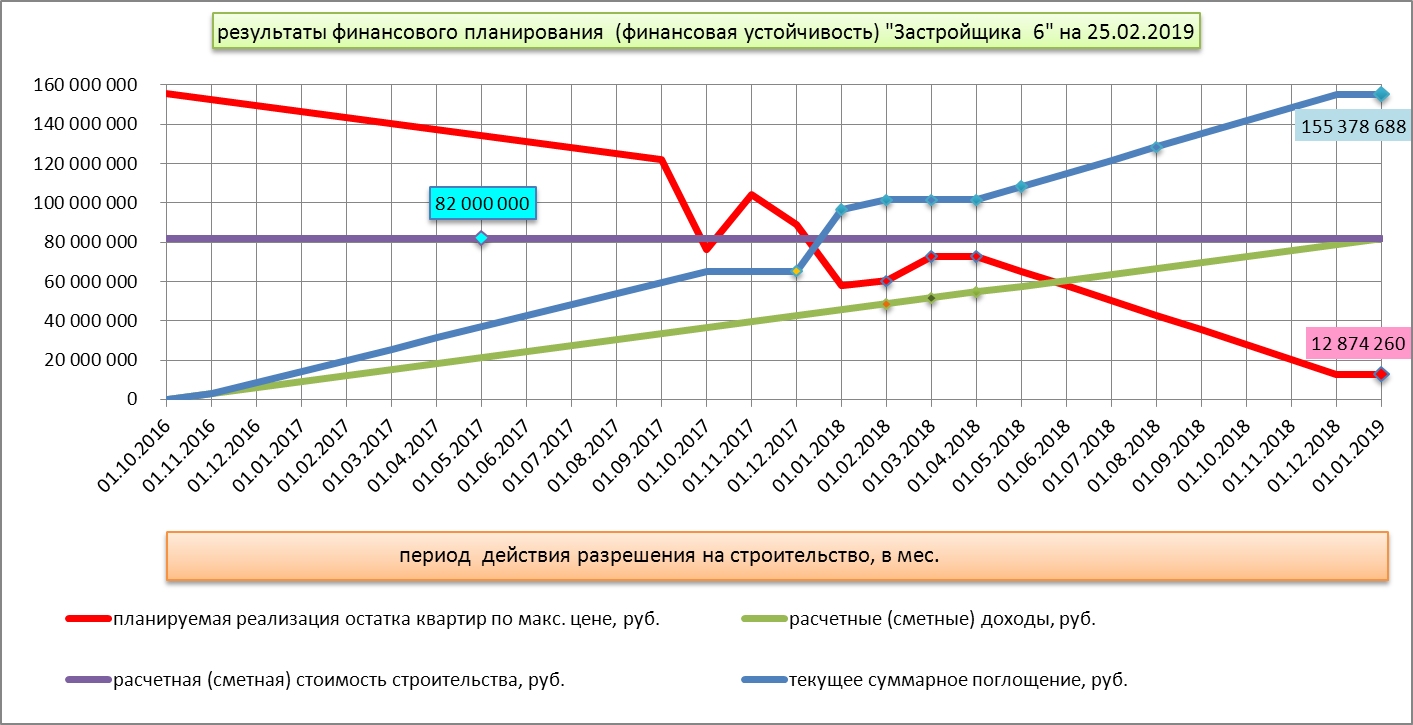 результаты финансового планирования (финансовая устойчивость) "Застройщика 6" на 25.02.2019
160 000 000
140 000 000
120 000 000
100 000 000
80 000 000
60 000 000
40 000 000
20 000 000
0
82 000 000
155 378 688
12 874 260
01.10.2016
01.11.2016
01.12.2016
01.01.2017
01.02.2017
01.03.2017
01.04.2017
01.05.2017
01.06.2017
01.07.2017
01.08.2017
01.09.2017
01.10.2017
01.11.2017
01.12.2017
01.01.2018
01.02.2018
01.03.2018
01.04.2018
01.05.2018
01.06.2018
01.07.2018
01.08.2018
01.09.2018
01.10.2018
01.11.2018
01.12.2018
01.01.2019
период действия разрешения на строительство, в мес.
планируемая реализация остатка квартир по макс. цене, руб.
расчетные (сметные) доходы, руб.
расчетная (сметная) стоимость строительства, руб.
текущее суммарное поглощение, руб.